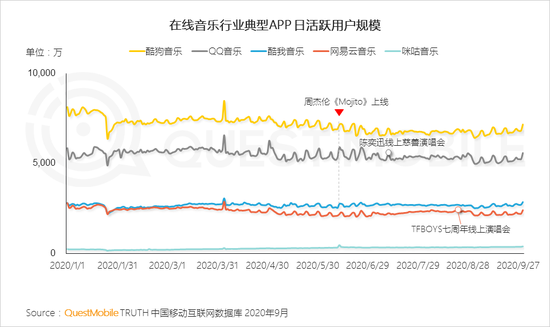 在线音乐行业典型APP 日活跃用户规模
单位：万
酷狗音乐 QQ音乐 酷我音乐 网易云音乐 咪咕音乐
10,000
周杰伦《Mojito》上线
陈奕迅线上慈善演唱会
5,000
TFBOYS七周年线上演唱会
0
2020/1/1 2020/1/31 2020/3/1 2020/3/31 2020/4/30 2020/5/30 2020/6/29 2020/7/29 2020/8/28 2020/9/27
Source：QuestMobile TRUTH 中国移动互联网数据库 2020年9月